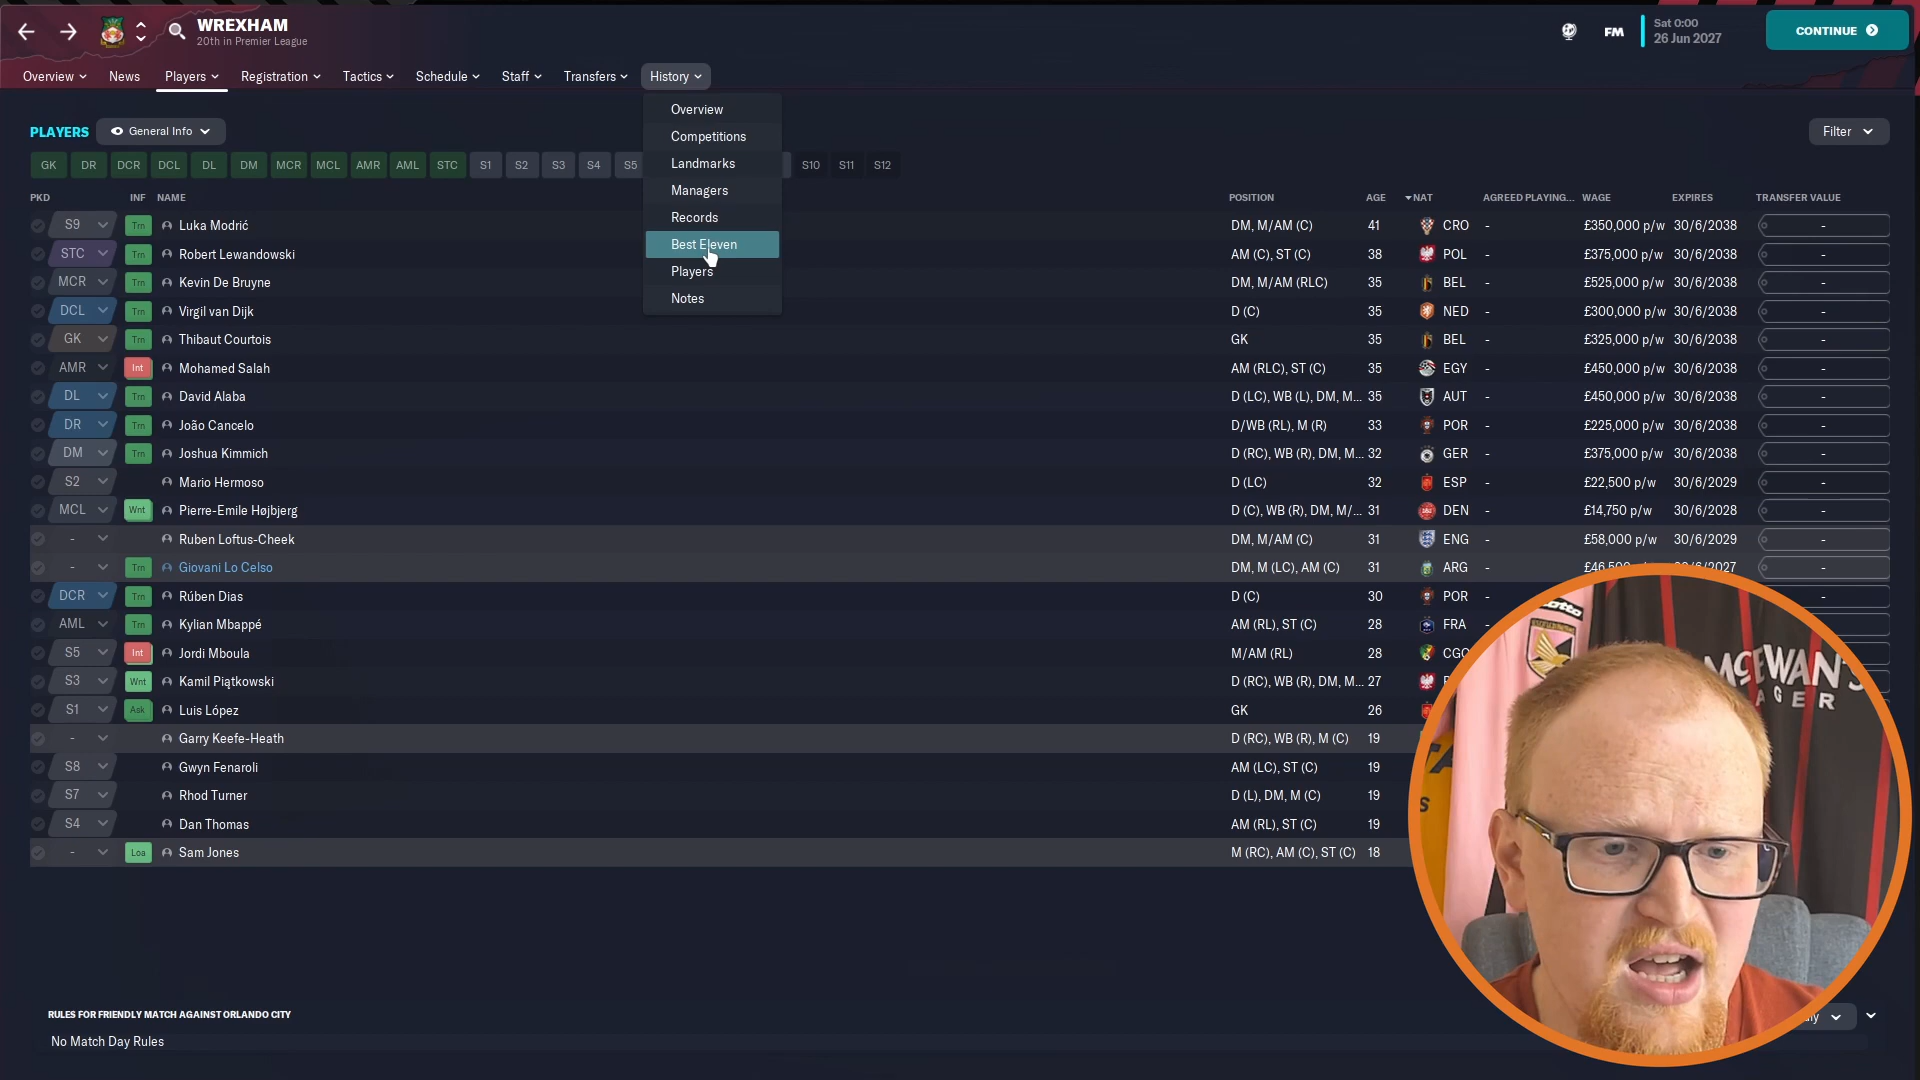 WREXHAM
20th in Premier League
FM
Sat 0:00
26 Jun 2027
CONTINUE
Overview News Players Registration Tactics Schedule Staff Transfers History
Overview
Competitions
Landmarks
Managers
Records
Best Eleven
Players
Notes
PLAYERS General Info Filter
GK DR DCR DCL DL DM MCR MCL AMR AML STC S1 S2 S3 S4 S5 S10 S11 S12
PKD INF NAME POSITION AGE NAT AGREED PLAYING... WAGE EXPIRES TRANSFER VALUE
S9 Trn Luka Modrić DM, M/AM (C) 41 CRO - £350,000 p/w 30/6/2038 -
STC Trn Robert Lewandowski AM (C), ST (C) 38 POL - £375,000 p/w 30/6/2038 -
MCR Trn Kevin De Bruyne DM, M/AM (RLC) 35 BEL - £525,000 p/w 30/6/2038 -
DCL Trn Virgil van Dijk D (C) 35 NED - £300,000 p/w 30/6/2038 -
GK Trn Thibaut Courtois GK 35 BEL - £325,000 p/w 30/6/2038 -
AMR Int Mohamed Salah AM (RLC), ST (C) 35 EGY - £450,000 p/w 30/6/2038 -
DL Trn David Alaba D (LC), WB (L), DM, M... 35 AUT - £450,000 p/w 30/6/2038 -
DR Trn João Cancelo D/WB (RL), M (R) 33 POR - £225,000 p/w 30/6/2038 -
DM Trn Joshua Kimmich D (RC), WB (R), DM, M... 32 GER - £375,000 p/w 30/6/2038 -
S2 Mario Hermoso D (LC) 32 ESP - £22,500 p/w 30/6/2029 -
MCL Wnt Pierre-Emile Højbjerg D (C), WB (R), DM, M/... 31 DEN - £14,750 p/w 30/6/2028 -
- Ruben Loftus-Cheek DM, M/AM (C) 31 ENG - £58,000 p/w 30/6/2029 -
- Trn Giovani Lo Celso DM, M (LC), AM (C) 31 ARG - £46,500 /2027 -
DCR Trn Rúben Dias D (C) 30 POR - -
AML Trn Kylian Mbappé AM (RL), ST (C) 28 FRA -
S5 Int Jordi Mboula M/AM (RL) 28 CGO
S3 Wnt Kamil Piątkowski D (RC), WB (R), DM, M... 27
S1 Ask Luis López GK 26
- Garry Keefe-Heath D (RC), WB (R), M (C) 19
S8 Gwyn Fenaroli AM (LC), ST (C) 19
S7 Rhod Turner D (L), DM, M (C) 19
S4 Dan Thomas AM (RL), ST (C) 19
- Loa Sam Jones M (RC), AM (C), ST (C) 18
McEWAN'S
LAGER
RULES FOR FRIENDLY MATCH AGAINST ORLANDO CITY
No Match Day Rules